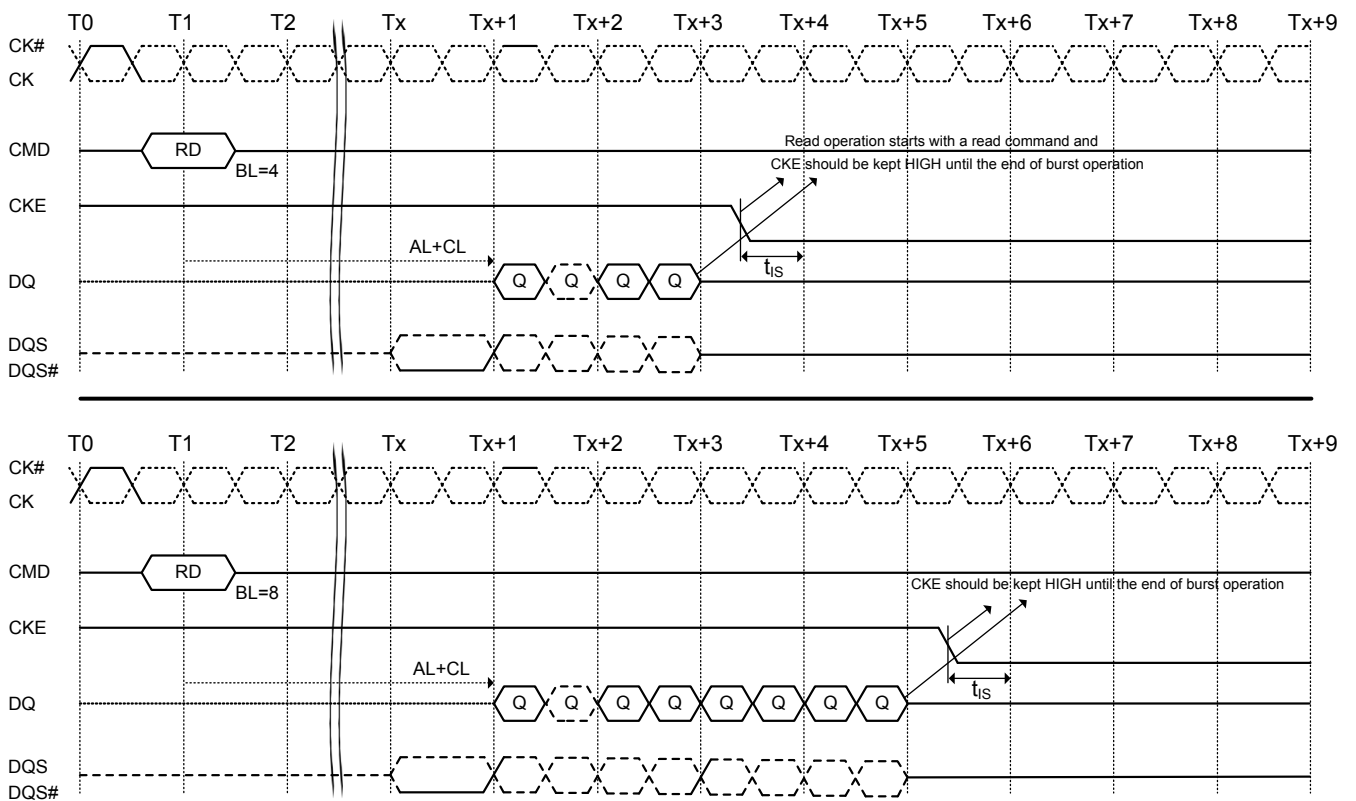 T0 T1 T2 Tx Tx+1 Tx+2 Tx+3 Tx+4 Tx+5 Tx+6 Tx+7 Tx+8 Tx+9
CK#
CK
CMD RD
BL=4
Read operation starts with a read command and
CKE should be kept HIGH until the end of burst operation
CKE
AL+CL
tIS
DQ Q Q Q Q
DQS
DQS#
T0 T1 T2 Tx Tx+1 Tx+2 Tx+3 Tx+4 Tx+5 Tx+6 Tx+7 Tx+8 Tx+9
CK#
CK
CMD RD
BL=8
CKE should be kept HIGH until the end of burst operation
CKE
AL+CL
tIS
DQ Q Q Q Q Q Q Q Q
DQS
DQS#